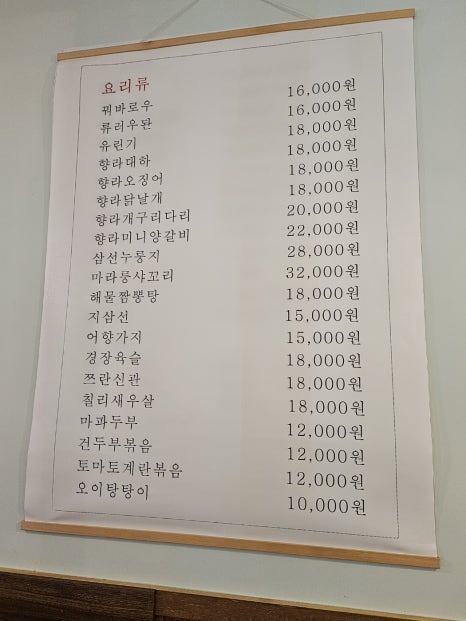 요리류
꿔바로우 16,000원
류러우돤 16,000원
유린기 18,000원
향라대하 18,000원
향라오징어 18,000원
향라닭날개 18,000원
향라개구리다리 20,000원
향라미니양갈비 22,000원
삼선누룽지 28,000원
마라룽샤꼬리 32,000원
해물짬뽕탕 18,000원
지삼선 15,000원
어향가지 15,000원
경장육슬 18,000원
쯔란신관 18,000원
칠리새우살 18,000원
마파두부 12,000원
건두부볶음 12,000원
토마토계란볶음 12,000원
오이탕탕이 10,000원